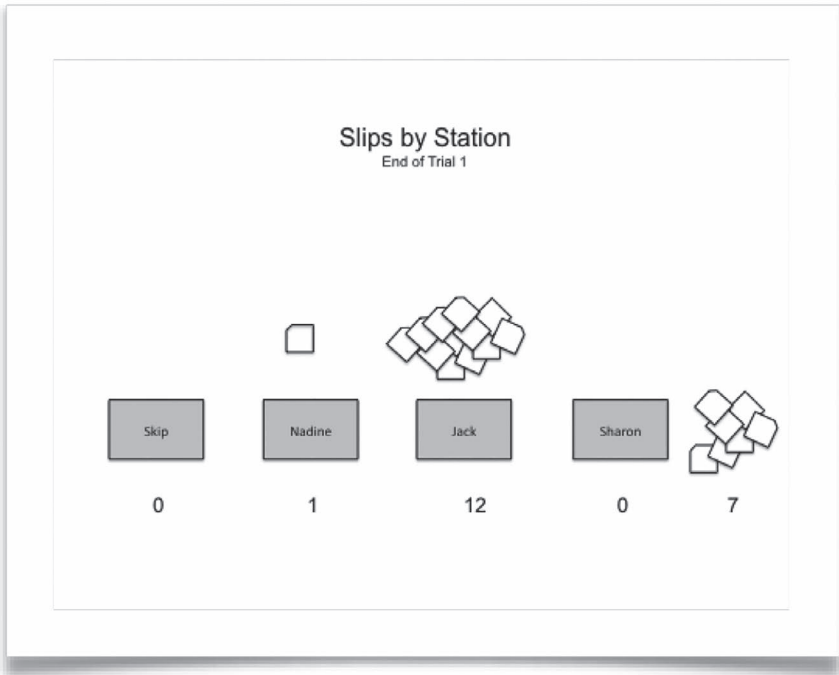 Slips by Station
End of Trial 1
Skip Nadine Jack Sharon
0 1 12 0 7